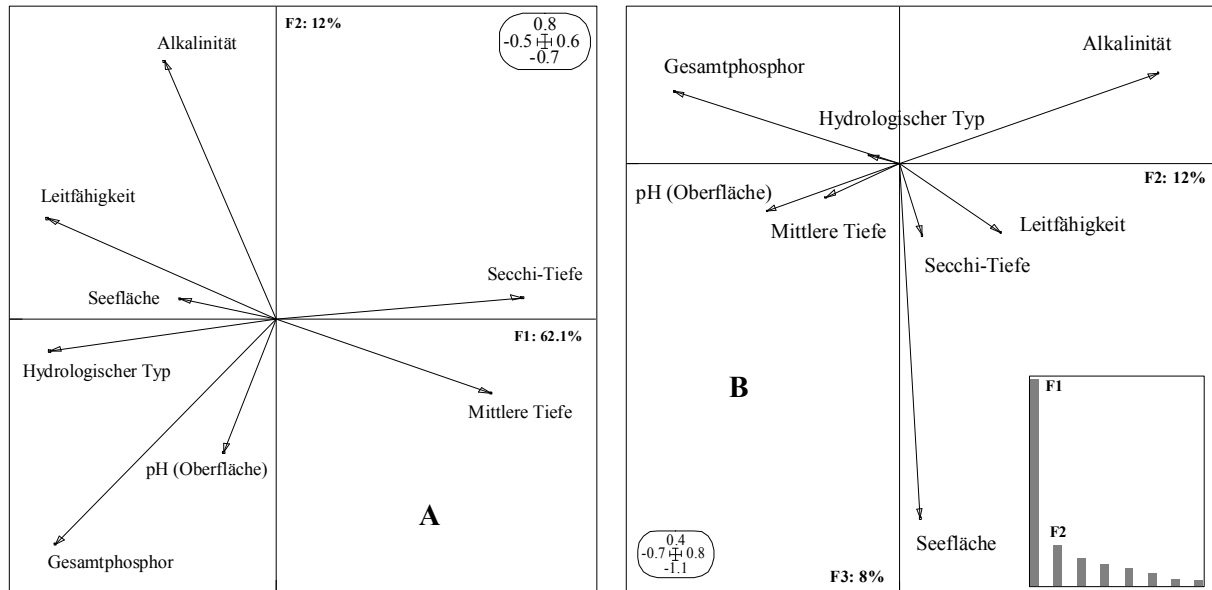 F2: 12%
0.8
-0.5 0.6
-0.7
Alkalinität
Leitfähigkeit
Seefläche
Secchi-Tiefe
F1: 62.1%
Hydrologischer Typ
Mittlere Tiefe
pH (Oberfläche)
A
Gesamtphosphor
Alkalinität
Gesamtphosphor
Hydrologischer Typ
F2: 12%
pH (Oberfläche)
Mittlere Tiefe
Leitfähigkeit
Secchi-Tiefe
B
F1
F2
Seefläche
0.4
-0.7 0.8
-1.1
F3: 8%